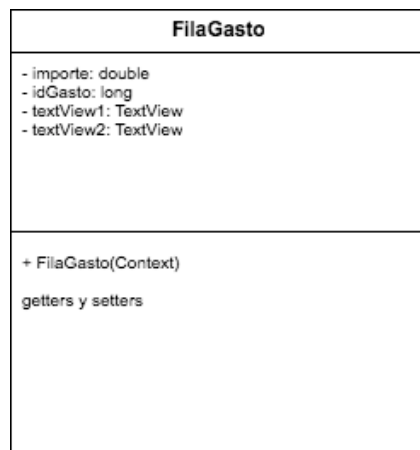 FilaGasto
- importe: double
- idGasto: long
- textView1: TextView
- textView2: TextView
+ FilaGasto(Context)
getters y setters